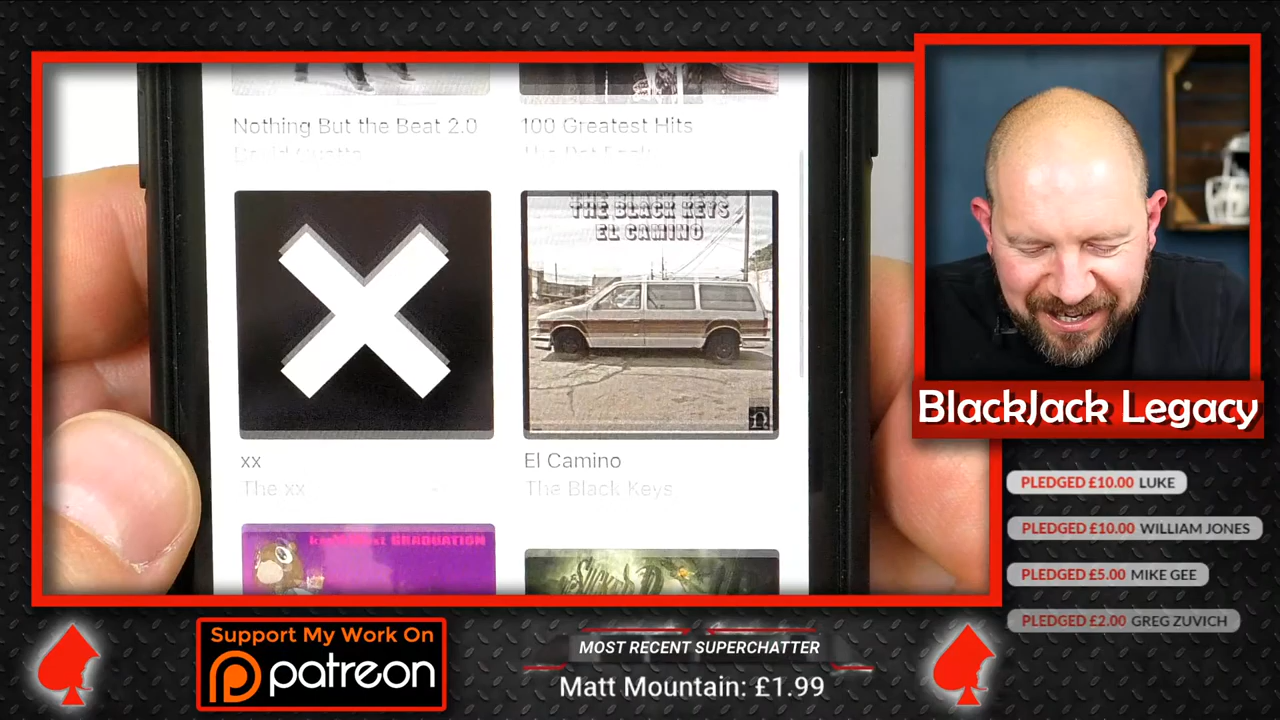 Nothing But the Beat 2.0
100 Greatest Hits
David Guetta
THE BLACK KEYS
EL CAMINO
xx
El Camino
The xx
The Black Keys
GRADUATION
BlackJack Legacy
PLEDGED £10.00 LUKE
PLEDGED £10.00 WILLIAM JONES
PLEDGED £5.00 MIKE GEE
PLEDGED £2.00 GREG ZUVICH
Support My Work On
patreon
MOST RECENT SUPERCHATTER
Matt Mountain: £1.99